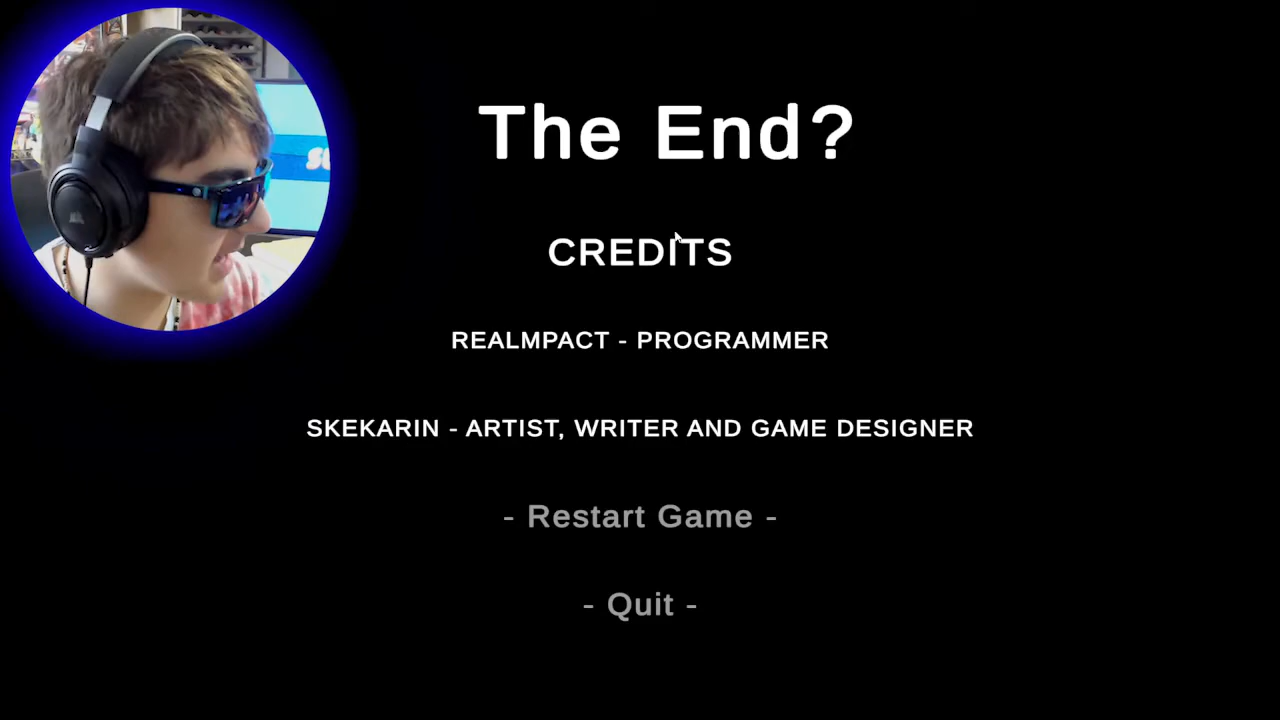 The End?
CREDITS
REALMPACT - PROGRAMMER
SKEKARIN - ARTIST, WRITER AND GAME DESIGNER
- Restart Game -
- Quit -